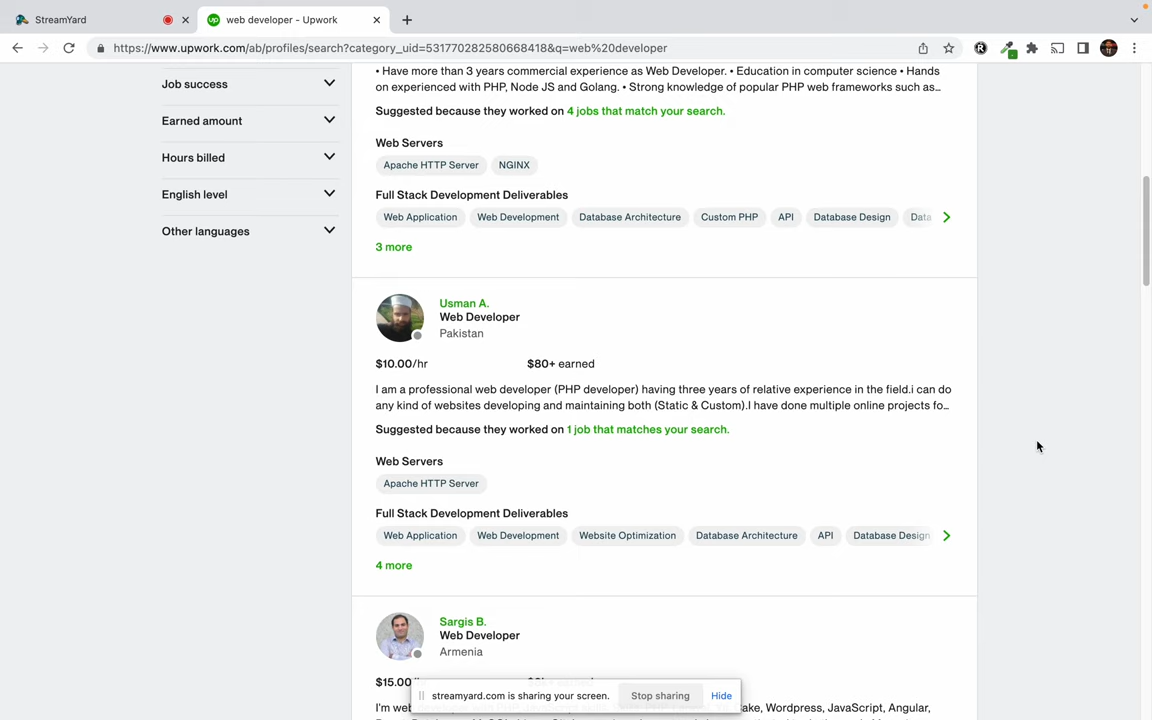 StreamYard
web developer - Upwork
https://www.upwork.com/ab/profiles/search?category_uid=531770282580668418&q=web%20developer
Job success
Earned amount
Hours billed
English level
Other languages
• Have more than 3 years commercial experience as Web Developer. • Education in computer science • Hands
on experienced with PHP, Node JS and Golang. • Strong knowledge of popular PHP web frameworks such as...
Suggested because they worked on 4 jobs that match your search.
Web Servers
Apache HTTP Server NGINX
Full Stack Development Deliverables
Web Application Web Development Database Architecture Custom PHP API Database Design Data
3 more
Usman A.
Web Developer
Pakistan
$10.00/hr $80+ earned
I am a professional web developer (PHP developer) having three years of relative experience in the field.i can do
any kind of websites developing and maintaining both (Static & Custom).I have done multiple online projects fo...
Suggested because they worked on 1 job that matches your search.
Web Servers
Apache HTTP Server
Full Stack Development Deliverables
Web Application Web Development Website Optimization Database Architecture API Database Design
4 more
Sargis B.
Web Developer
Armenia
$15.00
streamyard.com is sharing your screen. Stop sharing Hide
I'm we ke, Wordpress, JavaScript, Angular,